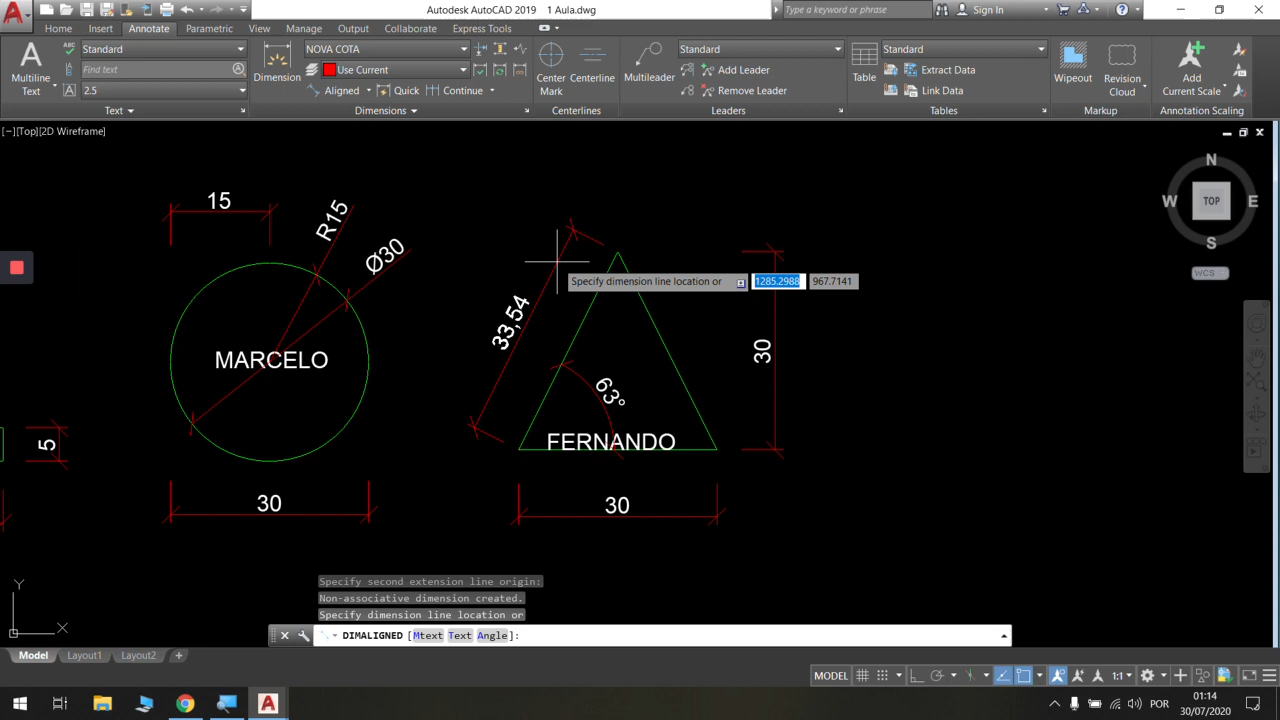 Autodesk AutoCAD 2019 1 Aula.dwg
Type a keyword or phrase
Sign In
Home Insert Annotate Parametric View Manage Output Collaborate Express Tools
A
Multiline
Text
ABC
Standard
Find text
2.5
Text
Dimension
NOVA COTA
Use Current
Aligned
Quick
Continue
Dimensions
Center
Mark
Centerline
Centerlines
Multileader
Standard
Add Leader
Remove Leader
Leaders
Table
Standard
Extract Data
Link Data
Tables
Wipeout
Revision
Cloud
Markup
Add
Current Scale
Annotation Scaling
[−][Top][2D Wireframe]
N
W TOP E
S
WCS
15
R15
Ø30
MARCELO
30
5
33,54
63°
FERNANDO
30
30
Specify dimension line location or 1285.2988 967.7141
Specify second extension line origin:
Non-associative dimension created.
Specify dimension line location or
DIMALIGNED [Mtext Text Angle]:
Y
X
Model Layout1 Layout2 +
MODEL
1:1
POR
01:14
30/07/2020